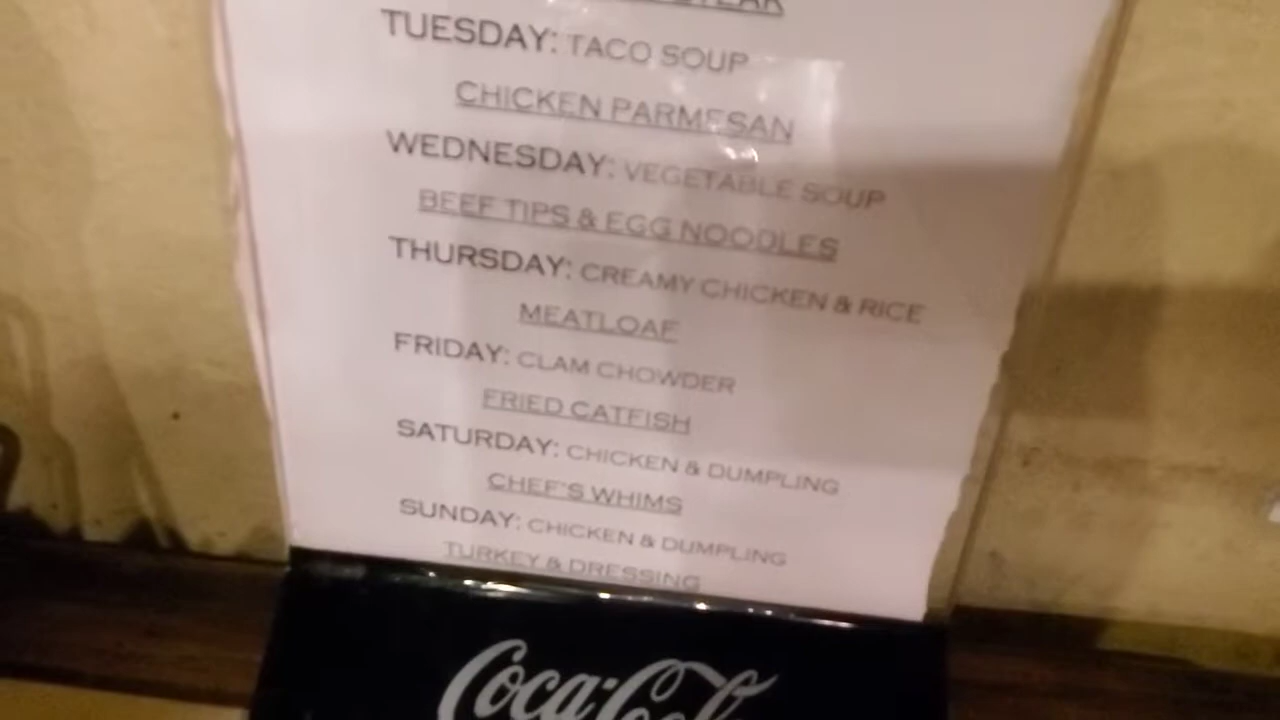 TUESDAY: TACO SOUP
CHICKEN PARMESAN
WEDNESDAY: VEGETABLE SOUP
BEEF TIPS & EGG NOODLES
THURSDAY: CREAMY CHICKEN & RICE
MEATLOAF
FRIDAY: CLAM CHOWDER
FRIED CATFISH
SATURDAY: CHICKEN & DUMPLING
CHEF'S WHIMS
SUNDAY: CHICKEN & DUMPLING
TURKEY & DRESSING
Coca-Cola